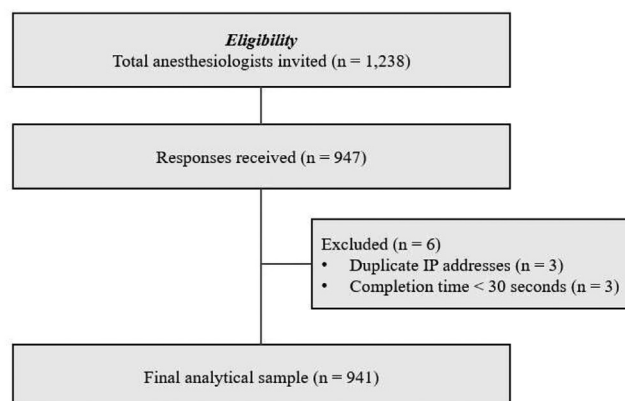 Eligibility
Total anesthesiologists invited (n = 1,238)
Responses received (n = 947)
Excluded (n = 6)
• Duplicate IP addresses (n = 3)
• Completion time < 30 seconds (n = 3)
Final analytical sample (n = 941)